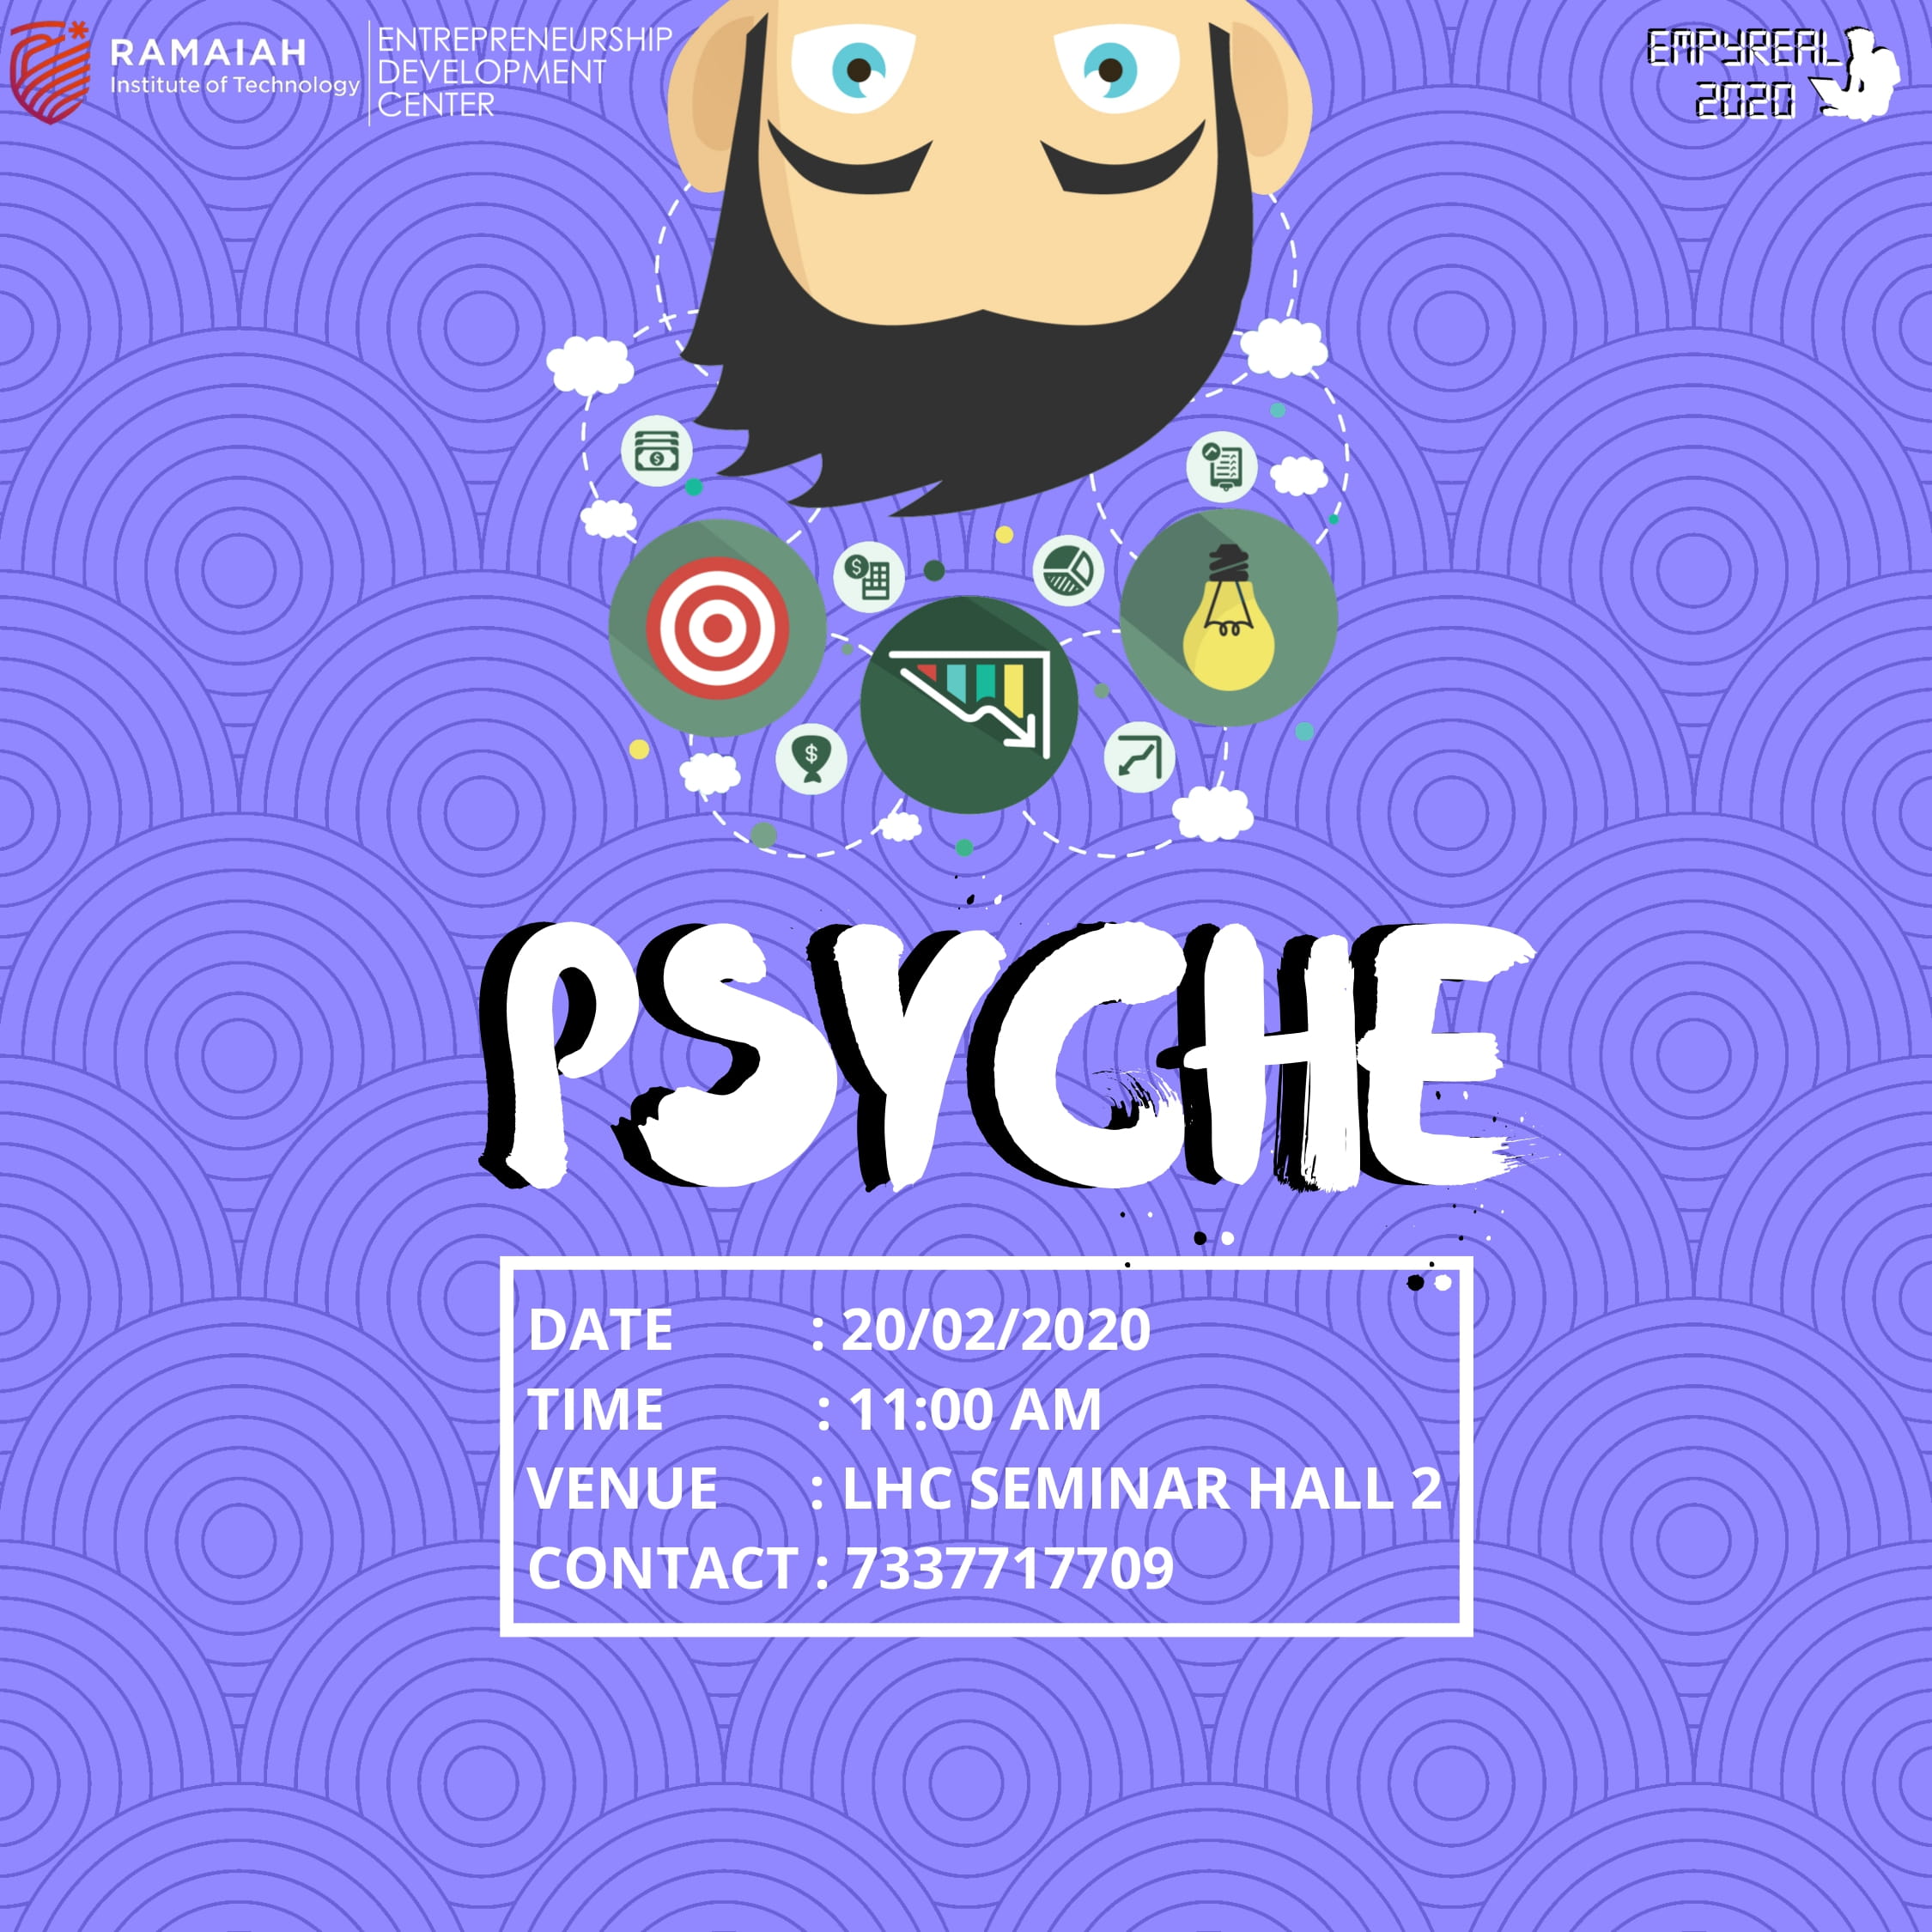 RAMAIAH
Institute of Technology
ENTREPRENEURSHIP
DEVELOPMENT
CENTER
EMPYREAL
2020
$
$
$
PSYCHE
DATE : 20/02/2020
TIME : 11:00 AM
VENUE : LHC SEMINAR HALL 2
CONTACT : 7337717709